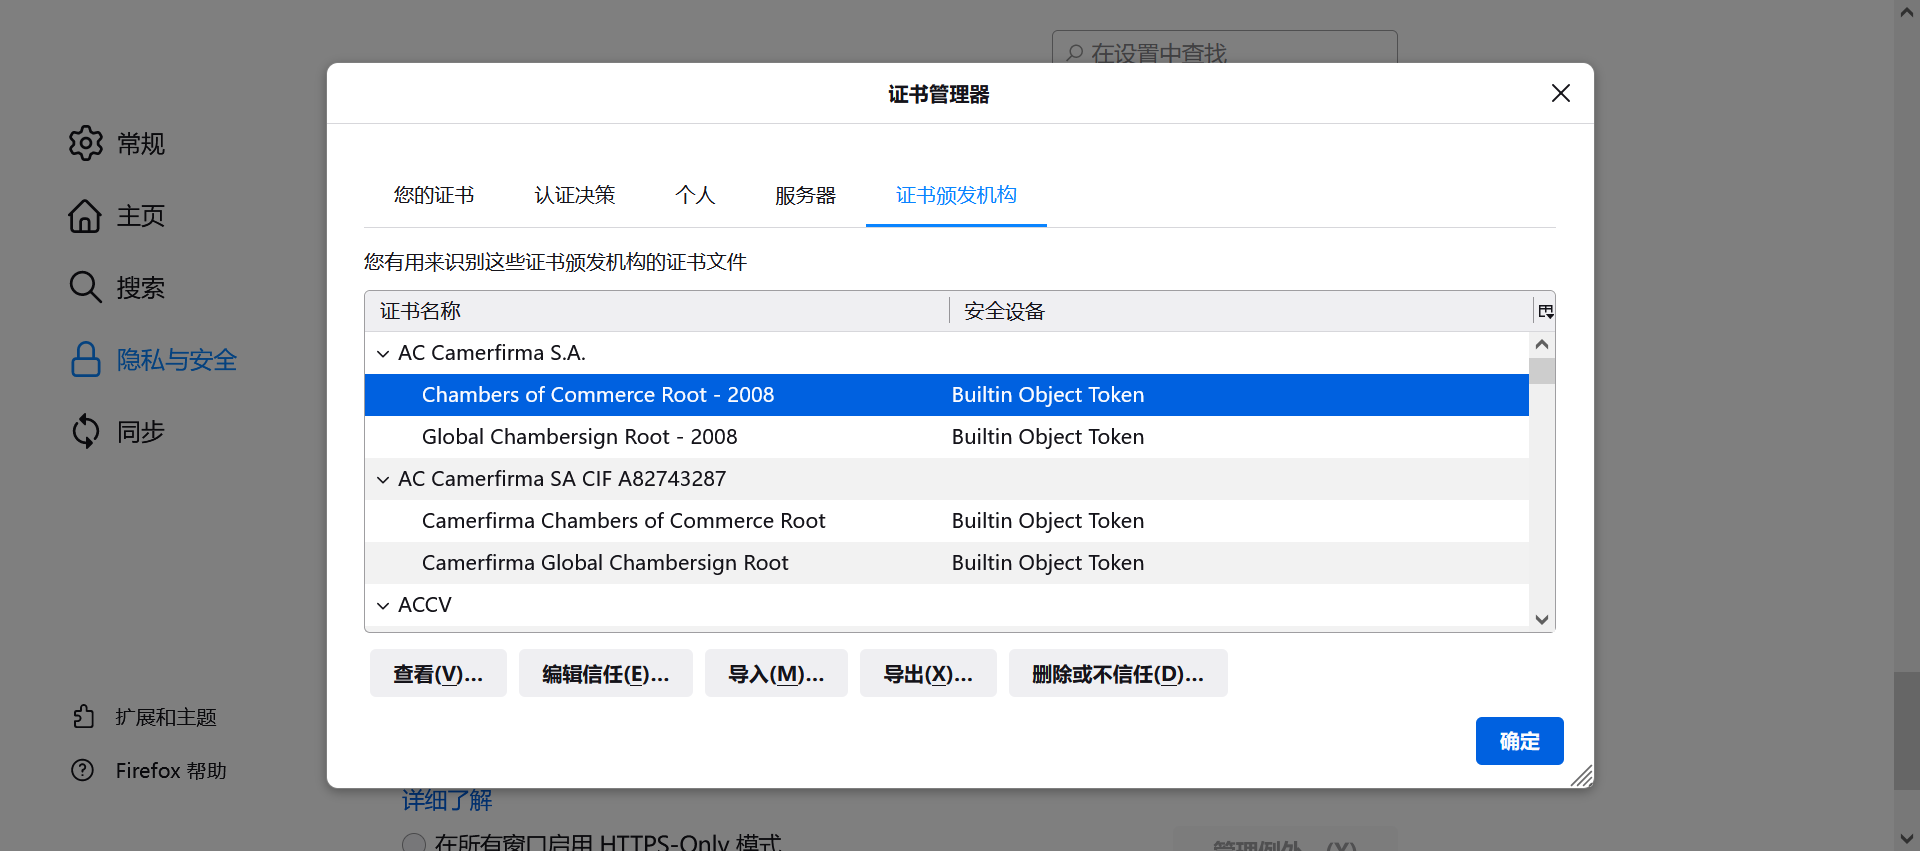 在设置中查找
证书管理器
常规
主页
搜索
隐私与安全
同步
扩展和主题
Firefox 帮助
您的证书 认证决策 个人 服务器 证书颁发机构
您有用来识别这些证书颁发机构的证书文件
证书名称 安全设备
AC Camerfirma S.A.
Chambers of Commerce Root - 2008 Builtin Object Token
Global Chambersign Root - 2008 Builtin Object Token
AC Camerfirma SA CIF A82743287
Camerfirma Chambers of Commerce Root Builtin Object Token
Camerfirma Global Chambersign Root Builtin Object Token
ACCV
查看(V)... 编辑信任(E)... 导入(M)... 导出(X)... 删除或不信任(D)...
确定
详细了解
在所有窗口启用 HTTPS-Only 模式
管理例外...(X)